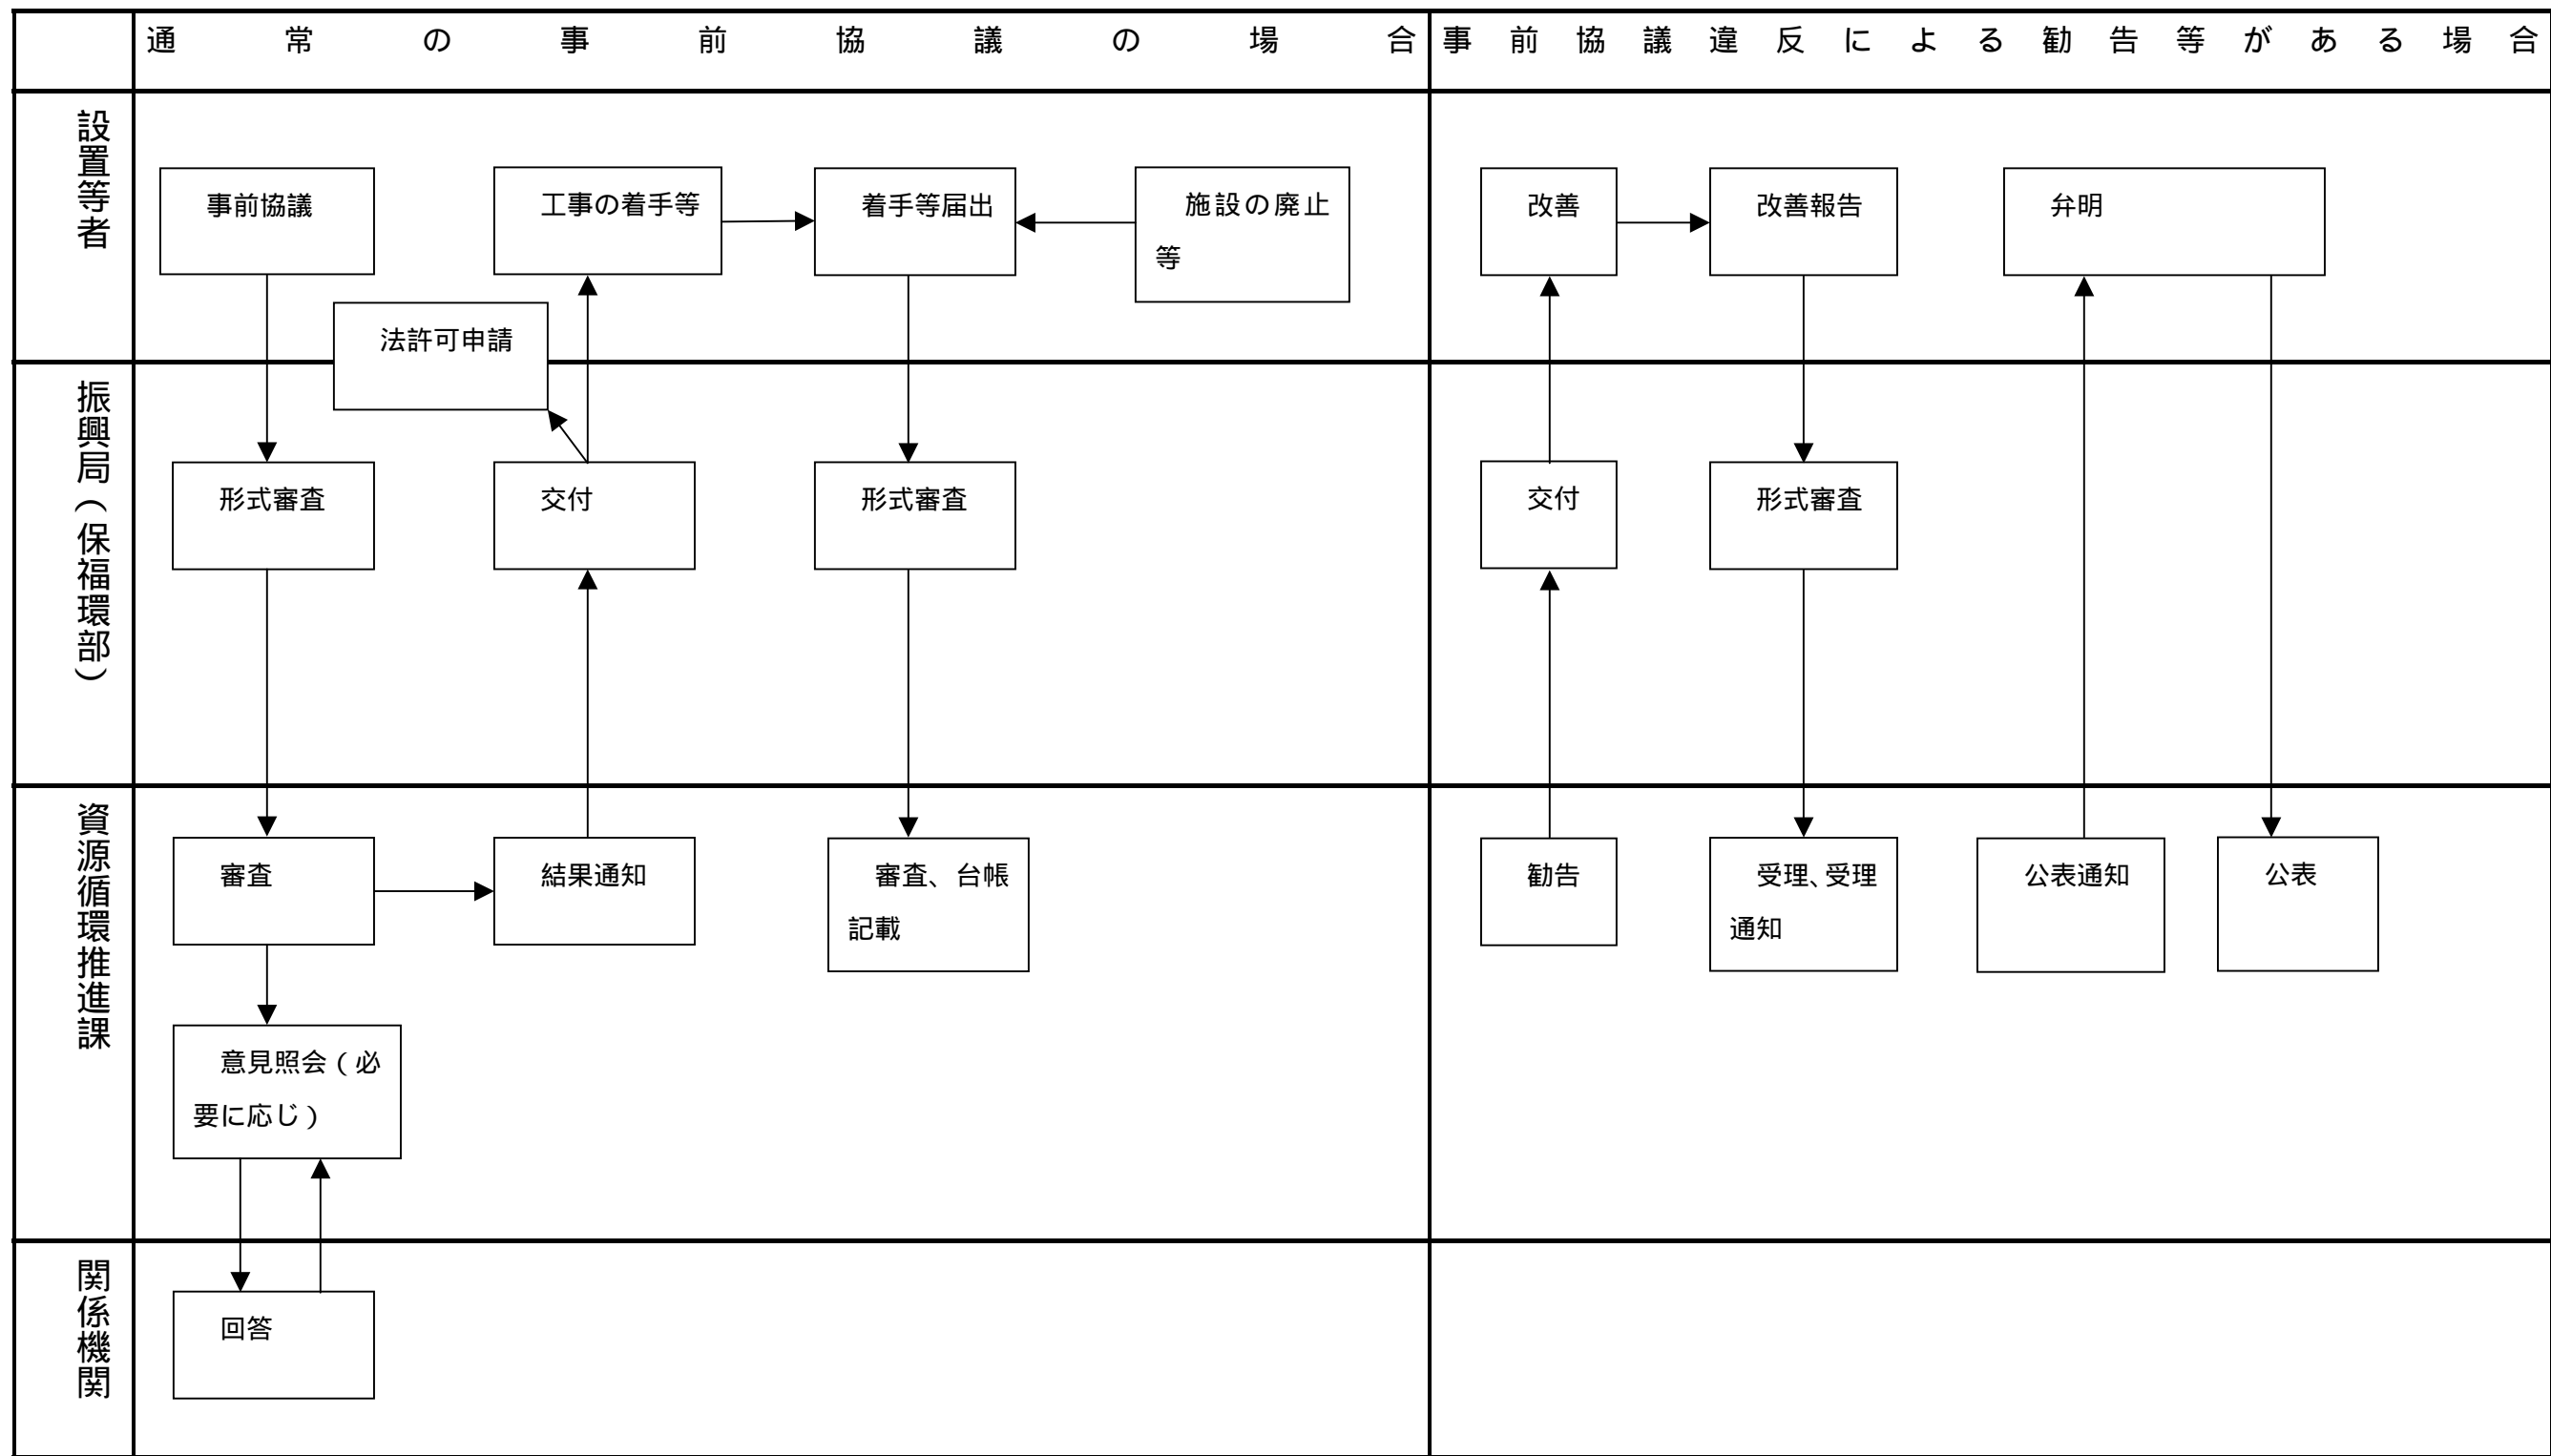 通常の事前協議の場合
事前協議違反による勧告等がある場合
設置等者
事前協議
工事の着手等
着手等届出
施設の廃止
等
改善
改善報告
弁明
法許可申請
振興局(保福環部)
形式審査
交付
形式審査
交付
形式審査
資源循環推進課
審査
結果通知
審査、台帳
記載
勧告
受理、受理
通知
公表通知
公表
意見照会(必
要に応じ)
関係機関
回答